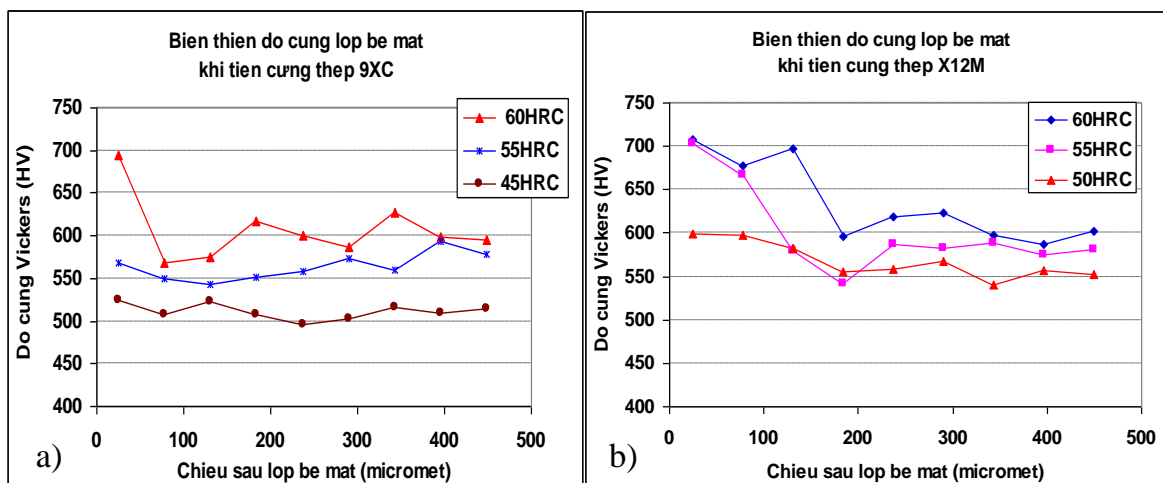 Bien thien do cung lop be mat
khi tien cưng thep 9XC
Do cung Vickers (HV)
750
700
650
600
550
500
450
400
60HRC
55HRC
45HRC
0
100
200
300
400
500
Chieu sau lop be mat (micromet)
a)
Bien thien do cung lop be mat
khi tien cung thep X12M
Do cung Vickers (HV)
750
700
650
600
550
500
450
400
60HRC
55HRC
50HRC
0
100
200
300
400
500
Chieu sau lop be mat (micromet)
b)